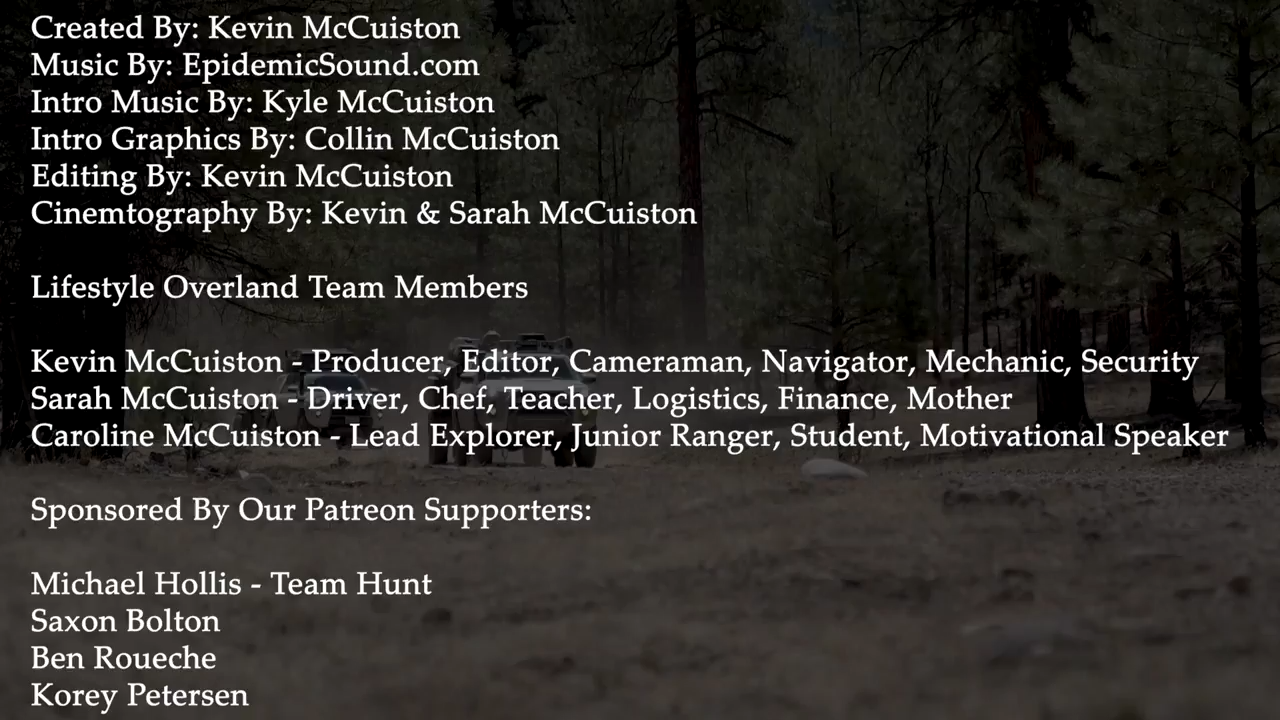 Created By: Kevin McCuiston
Music By: EpidemicSound.com
Intro Music By: Kyle McCuiston
Intro Graphics By: Collin McCuiston
Editing By: Kevin McCuiston
Cinemtography By: Kevin & Sarah McCuiston
Lifestyle Overland Team Members
Kevin McCuiston - Producer, Editor, Cameraman, Navigator, Mechanic, Security
Sarah McCuiston - Driver, Chef, Teacher, Logistics, Finance, Mother
Caroline McCuiston - Lead Explorer, Junior Ranger, Student, Motivational Speaker
Sponsored By Our Patreon Supporters:
Michael Hollis - Team Hunt
Saxon Bolton
Ben Roueche
Korey Petersen